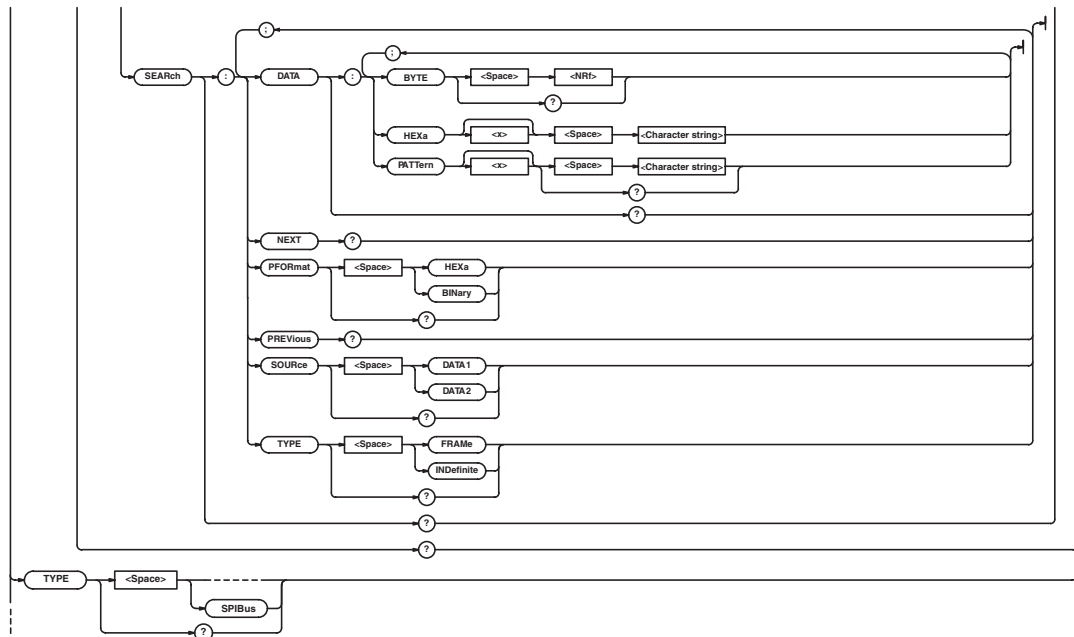 ;
;
SEARch : DATA : BYTE <Space> <NRf>
?
HEXa <x> <Space> <Character string>
PATTern <x> <Space> <Character string>
?
?
NEXT ?
PFORmat <Space> HEXa
BINary
?
PREVious ?
SOURce <Space> DATA1
DATA2
?
TYPE <Space> FRAMe
INDefinite
?
?
?
TYPE <Space>
SPIBus
?